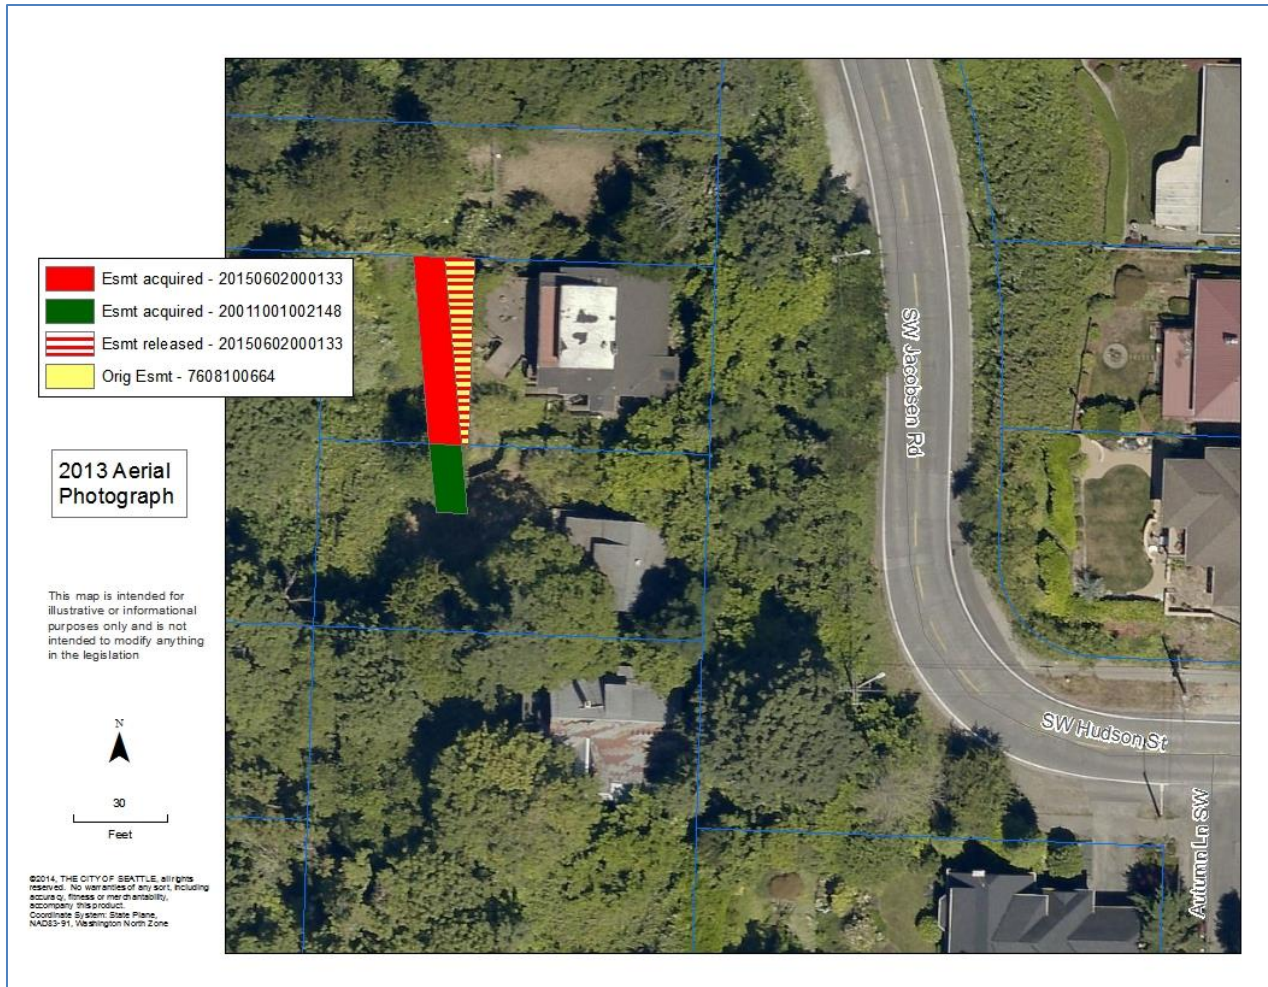 Esmt acquired - 20150602000133
Esmt acquired - 20011001002148
Esmt released - 20150602000133
Orig Esmt - 7608100664
2013 Aerial
Photograph
This map is intended for
illustrative or informational
purposes only and is not
intended to modify anything
in the legislation
N
30
Feet
©2014, THE CITY OF SEATTLE, all rights
reserved. No warranties of any sort, including
accuracy, fitness or merchantability,
accompany this product.
Coordinate System: State Plane,
NAD83-91, Washington North Zone
SW Jacobsen Rd
SW Hudson St
Autumn Ln SW